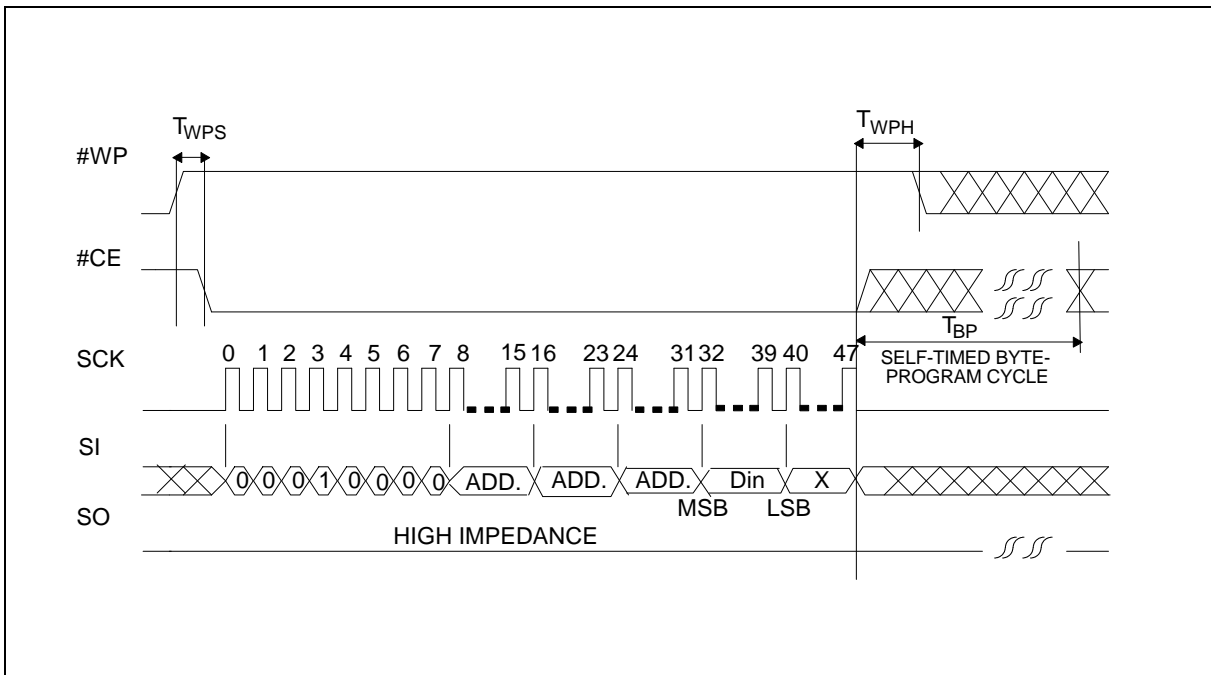 TWPS
TWPH
#WP
#CE
TBP
SCK
0 1 2 3 4 5 6 7 8 15 16 23 24 31 32 39 40 47
SELF-TIMED BYTE-
PROGRAM CYCLE
SI
0 0 0 1 0 0 0 0 ADD. ADD. ADD. Din X
MSB LSB
SO
HIGH IMPEDANCE